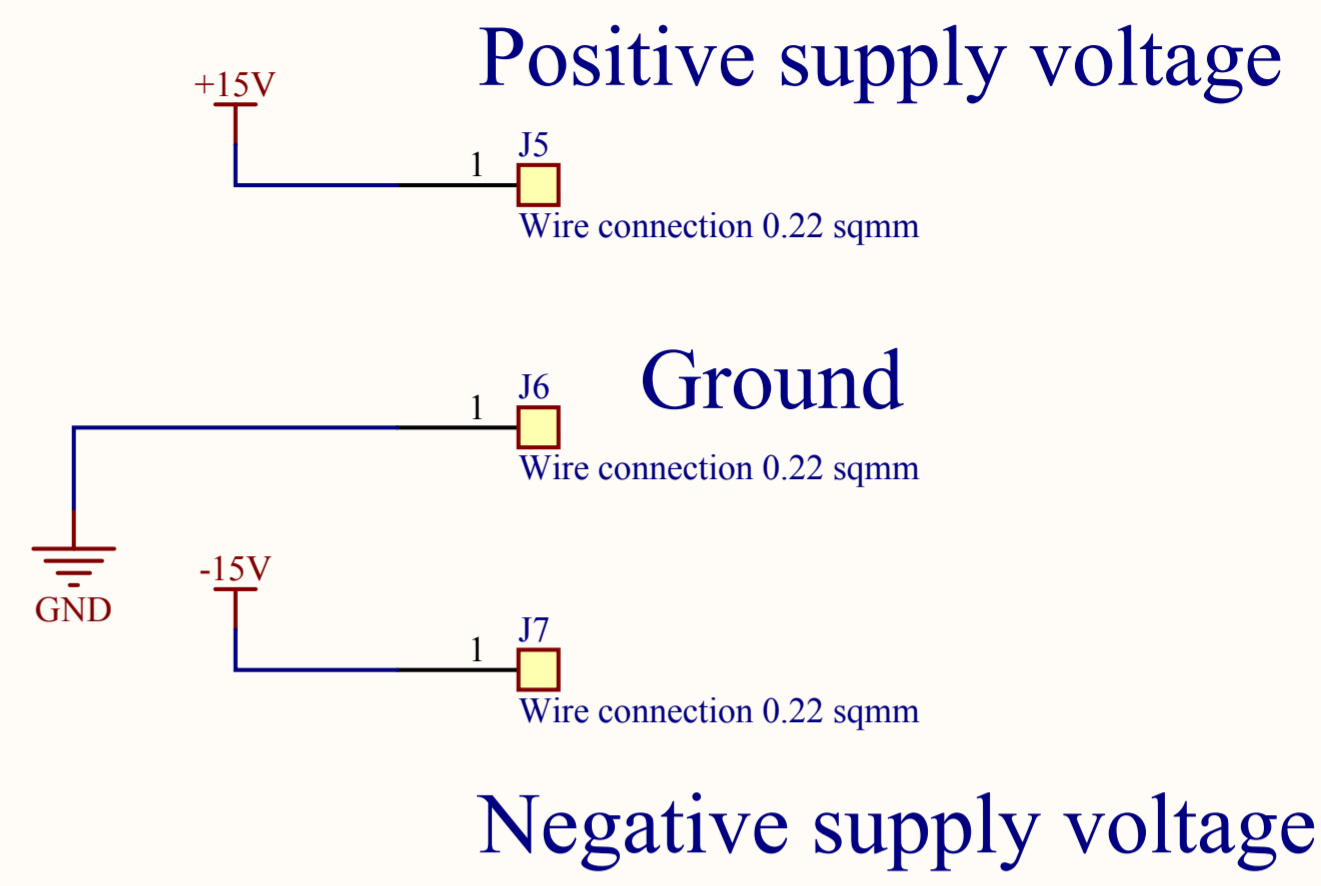 Positive supply voltage
+15V
J5
1
Wire connection 0.22 sqmm
Ground
J6
1
Wire connection 0.22 sqmm
-15V
GND
J7
1
Wire connection 0.22 sqmm
Negative supply voltage